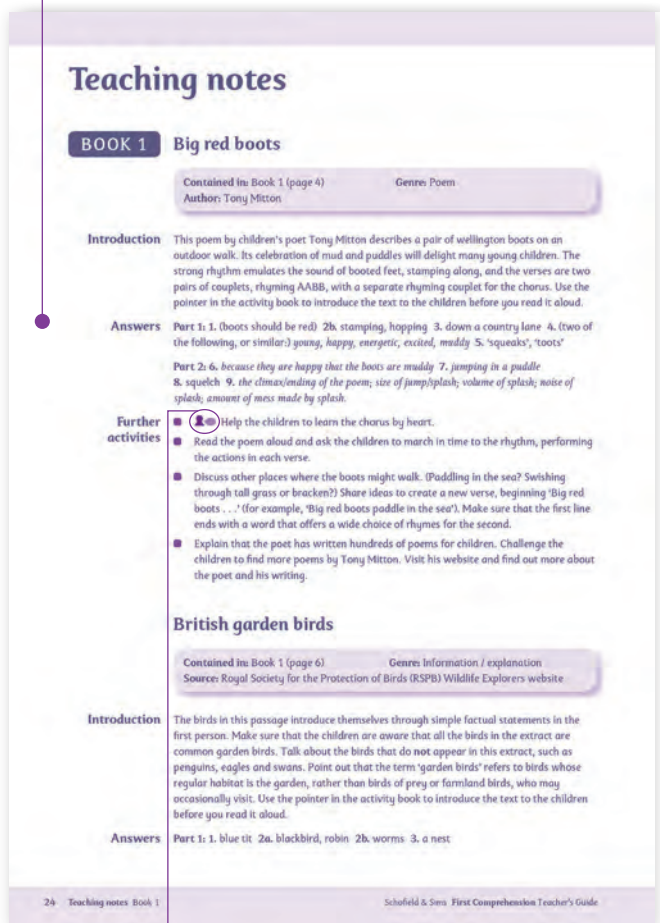 Teaching notes
BOOK 1 Big red boots
Contained in: Book 1 (page 4) Genre: Poem
Author: Tony Mitton
Introduction This poem by children's poet Tony Mitton describes a pair of wellington boots on an
outdoor walk. Its celebration of mud and puddles will delight many young children. The
strong rhythm emulates the sound of booted feet, stamping along, and the verses are two
pairs of couplets, rhyming AABB, with a separate rhyming couplet for the chorus. Use the
pointer in the activity book to introduce the text to the children before you read it aloud.
Answers Part 1: 1. (boots should be red) 2b. stamping, hopping 3. down a country lane 4. (two of
the following, or similar:) young, happy, energetic, excited, muddy 5. 'squeaks', 'toots'
Part 2: 6. because they are happy that the boots are muddy 7. jumping in a puddle
8. squelch 9. the climax/ending of the poem; size of jump/splash; volume of splash; noise of
splash; amount of mess made by splash.
Further activities Help the children to learn the chorus by heart.
Read the poem aloud and ask the children to march in time to the rhythm, performing
the actions in each verse.
Discuss other places where the boots might walk. (Paddling in the sea? Swishing
through tall grass or bracken?) Share ideas to create a new verse, beginning 'Big red
boots . . .' (for example, 'Big red boots paddle in the sea'). Make sure that the first line
ends with a word that offers a wide choice of rhymes for the second.
Explain that the poet has written hundreds of poems for children. Challenge the
children to find more poems by Tony Mitton. Visit his website and find out more about
the poet and his writing.
British garden birds
Contained in: Book 1 (page 6) Genre: Information / explanation
Source: Royal Society for the Protection of Birds (RSPB) Wildlife Explorers website
Introduction The birds in this passage introduce themselves through simple factual statements in the
first person. Make sure that the children are aware that all the birds in the extract are
common garden birds. Talk about the birds that do not appear in this extract, such as
penguins, eagles and swans. Point out that the term 'garden birds' refers to birds whose
regular habitat is the garden, rather than birds of prey or farmland birds, who may
occasionally visit. Use the pointer in the activity book to introduce the text to the children
before you read it aloud.
Answers Part 1: 1. blue tit 2a. blackbird, robin 2b. worms 3. a nest
24 Teaching notes Book 1 Schofield & Sims First Comprehension Teacher's Guide